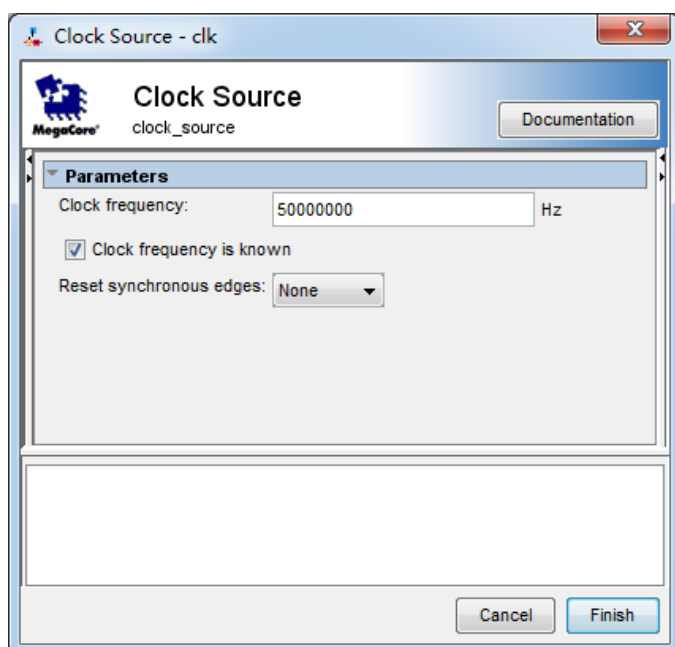 Clock Source - clk
x
Clock Source
MegaCore®
clock_source
Documentation
Parameters
Clock frequency: 50000000 Hz
Clock frequency is known
Reset synchronous edges: None
Cancel Finish